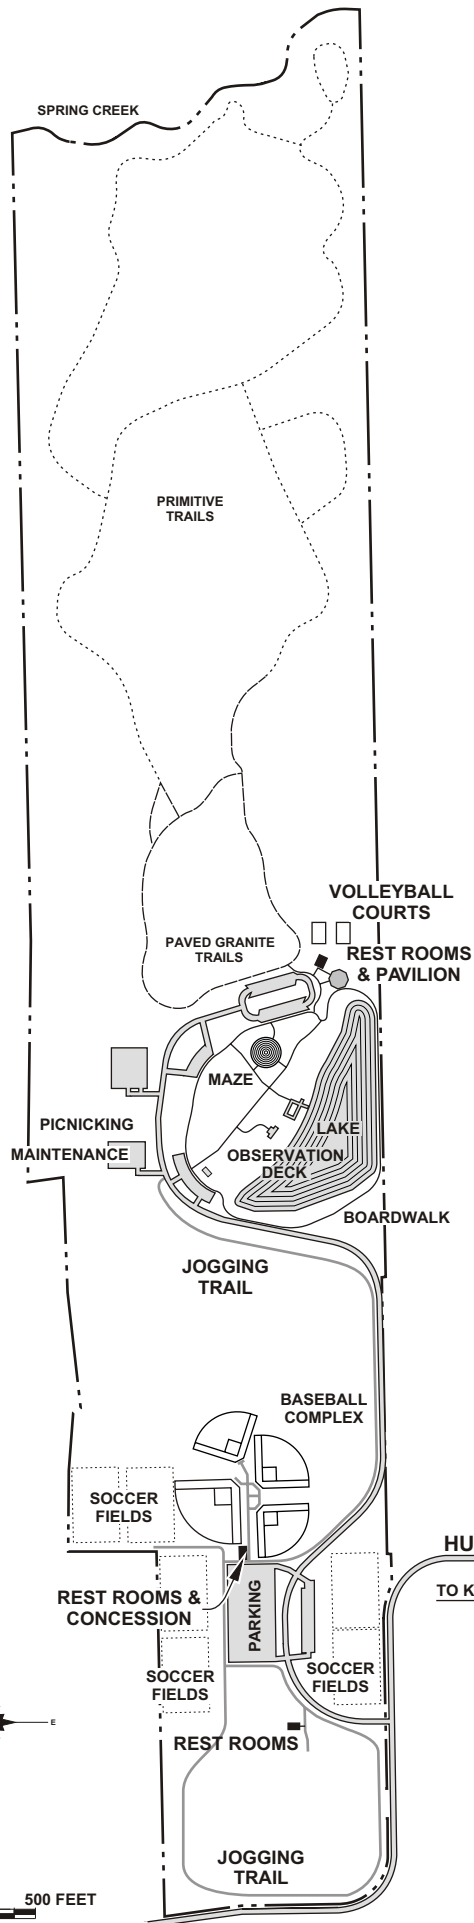 SPRING CREEK
PRIMITIVE
TRAILS
VOLLEYBALL
COURTS
PAVED GRANITE
TRAILS
REST ROOMS
& PAVILION
MAZE
PICNICKING
LAKE
MAINTENANCE
OBSERVATION
DECK
BOARDWALK
JOGGING
TRAIL
BASEBALL
COMPLEX
SOCCER
FIELDS
HU
TO K
REST ROOMS &
CONCESSION
PARKING
SOCCER
FIELDS
SOCCER
FIELDS
E
REST ROOMS
JOGGING
TRAIL
500 FEET